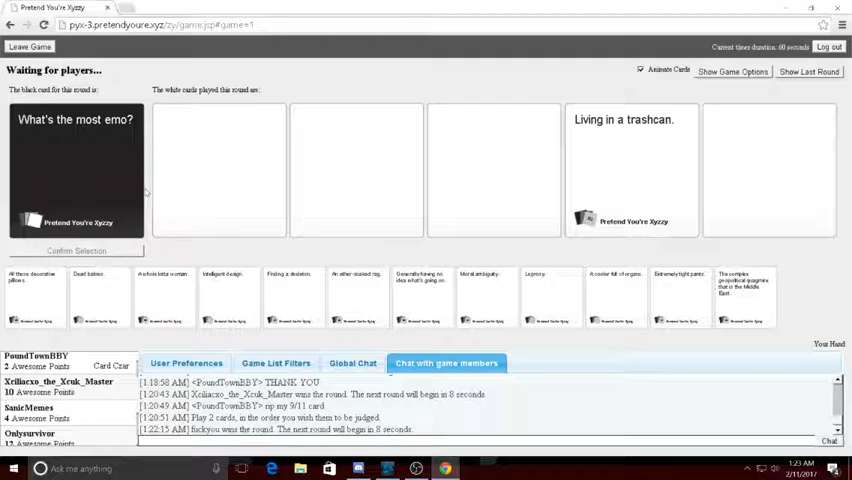 Pretend You're Xyzzy
pyx-3.pretendyoure.xyz/zy/game.jsp#game=1
Leave Game
Current timer duration: 60 seconds
Log out
Waiting for players...
Animate Cards
Show Game Options
Show Last Round
The black card for this round is:
The white cards played this round are:
What's the most emo?
Living in a trashcan.
Pretend You're Xyzzy
Pretend You're Xyzzy
Confirm Selection
All these decorative pillows.
Dead babies.
A whole lotta woman.
Intelligent design.
Finding a skeleton.
An ether-soaked rag.
Generally having no idea what's going on.
Moral ambiguity.
Leprosy.
A cooler full of organs.
Extremely tight pants.
The complex geopolitical quagmire that is the Middle East.
Your Hand
PoundTownBBY
2 Awesome Points
Card Czar
Xciliacxo_the_Xcuk_Master
10 Awesome Points
SanicMemes
4 Awesome Points
Onlysurvivor
12 Awesome Points
User Preferences
Game List Filters
Global Chat
Chat with game members
[1:18:58 AM] <PoundTownBBY> THANK YOU
[1:20:43 AM] Xciliacxo_the_Xcuk_Master wins the round. The next round will begin in 8 seconds.
[1:20:49 AM] <PoundTownBBY> rip my 9/11 card
[1:20:51 AM] Play 2 cards, in the order you wish them to be judged.
[1:22:15 AM] fuckyou wins the round. The next round will begin in 8 seconds.
Chat
Ask me anything
1:23 AM
2/11/2017